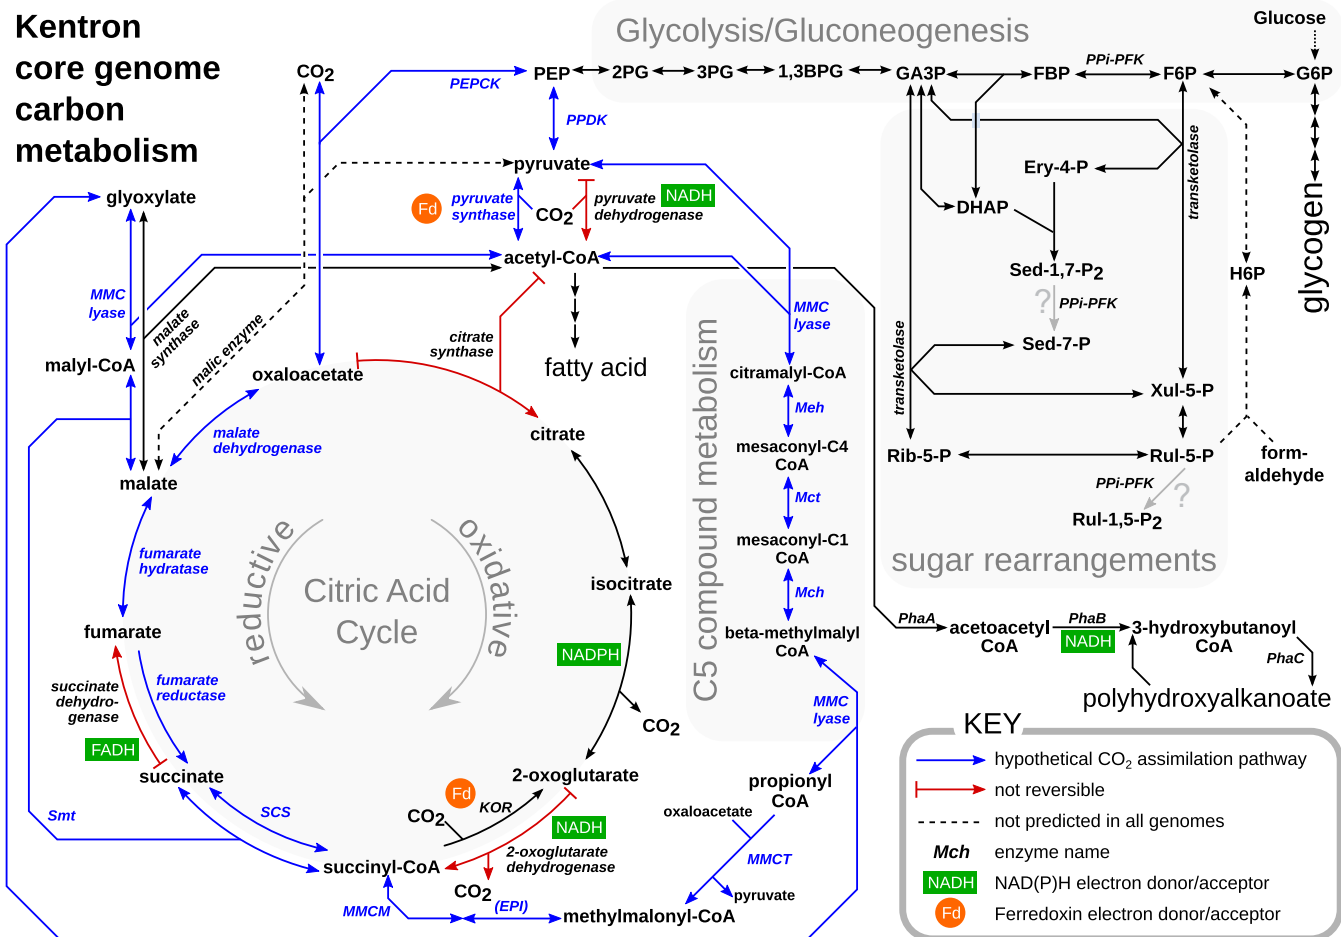 Kentron
core genome
carbon
metabolism
Glycolysis/Gluconeogenesis
Glucose
CO2
PEPCK
PEP
2PG
3PG
1,3BPG
GA3P
FBP
PPi-PFK
F6P
G6P
PPDK
pyruvate
glyoxylate
Fd
pyruvate
synthase
CO2
pyruvate
dehydrogenase
NADH
acetyl-CoA
Ery-4-P
transketolase
DHAP
Sed-1,7-P2
?
PPi-PFK
Sed-7-P
H6P
glycogen
MMC
lyase
malate
synthase
malic enzyme
citrate
synthase
fatty acid
MMC
lyase
transketolase
malyl-CoA
oxaloacetate
citramalyl-CoA
Xul-5-P
Meh
malate
dehydrogenase
citrate
mesaconyl-C4
CoA
Rib-5-P
Rul-5-P
form-
aldehyde
malate
Mct
PPi-PFK
?
Rul-1,5-P2
sugar rearrangements
C5 compound metabolism
reductive
oxidative
Citric Acid
Cycle
fumarate
hydratase
mesaconyl-C1
CoA
isocitrate
Mch
fumarate
NADPH
beta-methylmalyl
CoA
PhaA
acetoacetyl
CoA
PhaB
NADH
3-hydroxybutanoyl
CoA
PhaC
polyhydroxyalkanoate
succinate
dehydro-
genase
FADH
fumarate
reductase
CO2
MMC
lyase
succinate
2-oxoglutarate
propionyl
CoA
Fd
KOR
CO2
NADH
oxaloacetate
Smt
SCS
2-oxoglutarate
dehydrogenase
MMCT
succinyl-CoA
CO2
pyruvate
MMCM
(EPI)
methylmalonyl-CoA
KEY
hypothetical CO2 assimilation pathway
not reversible
not predicted in all genomes
Mch enzyme name
NADH NAD(P)H electron donor/acceptor
Fd Ferredoxin electron donor/acceptor